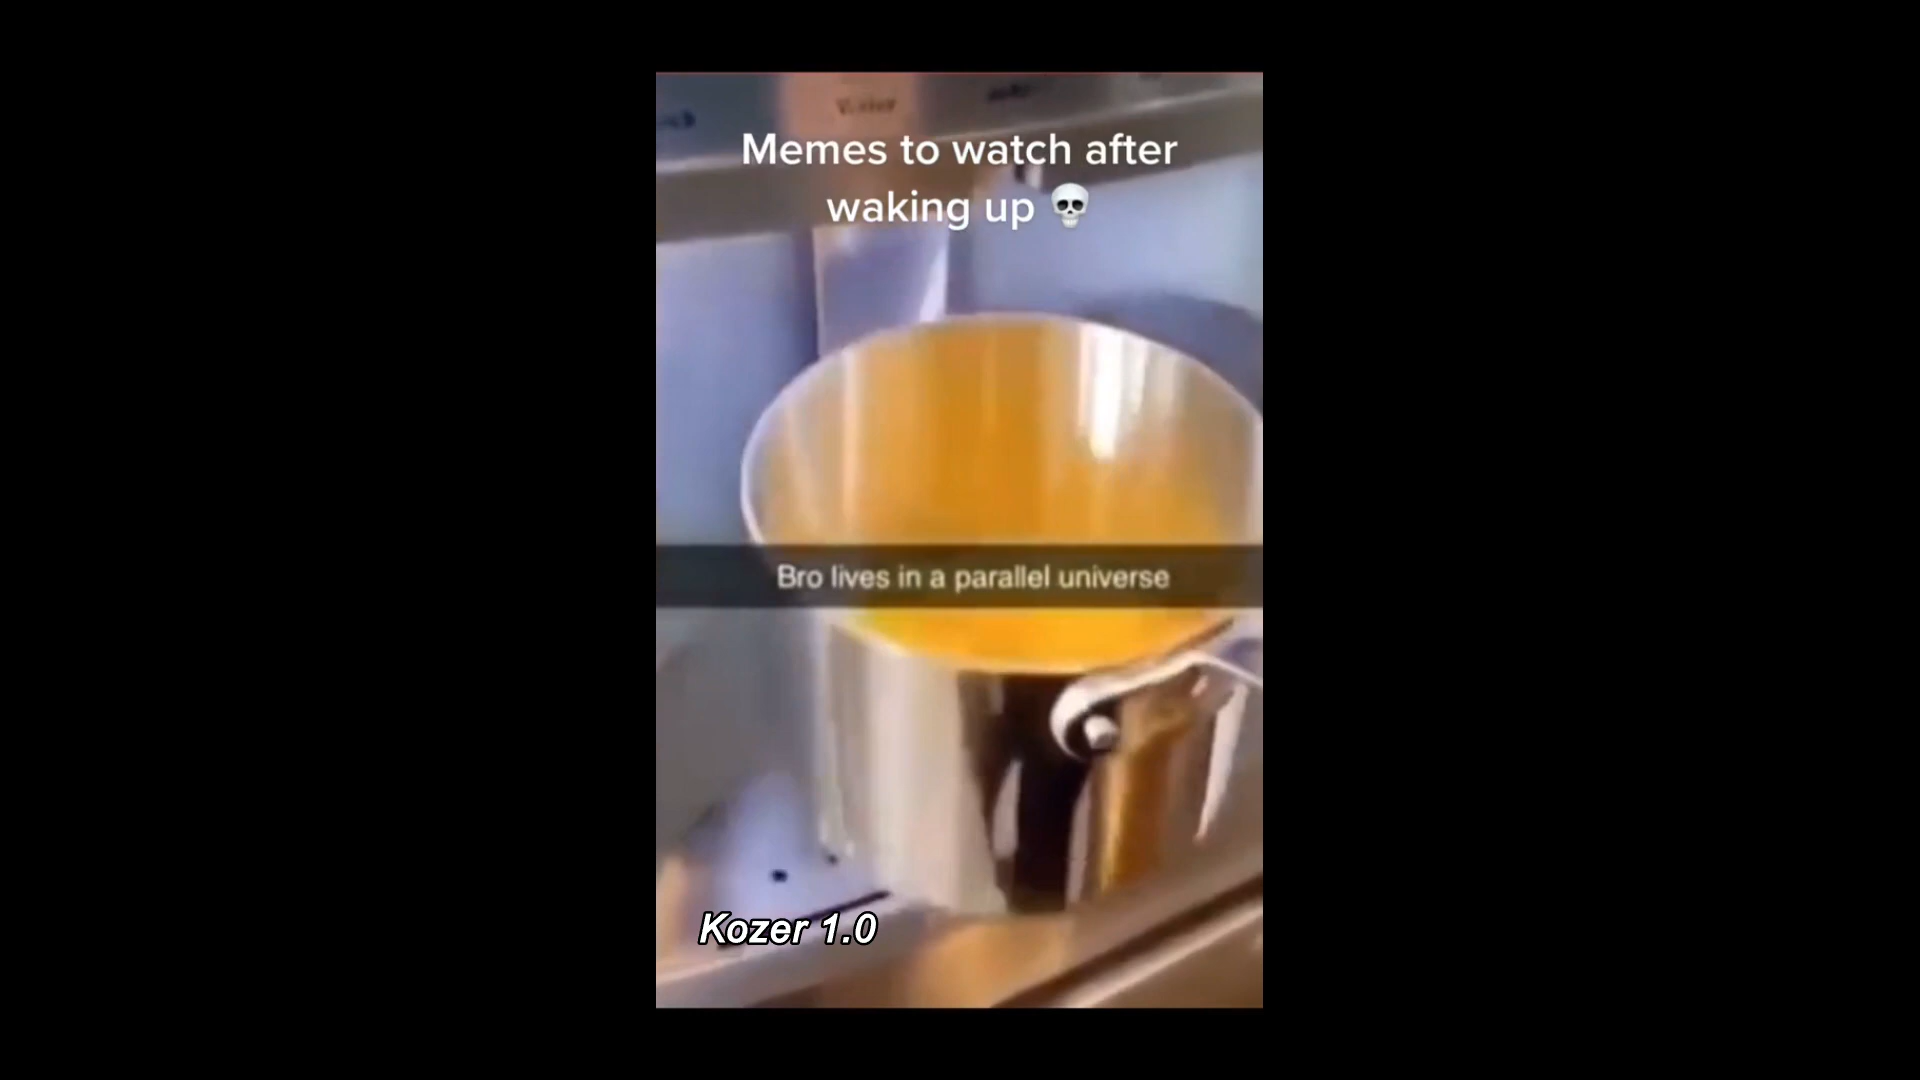 Memes to watch after
waking up 💀
Bro lives in a parallel universe
Kozer 1.0